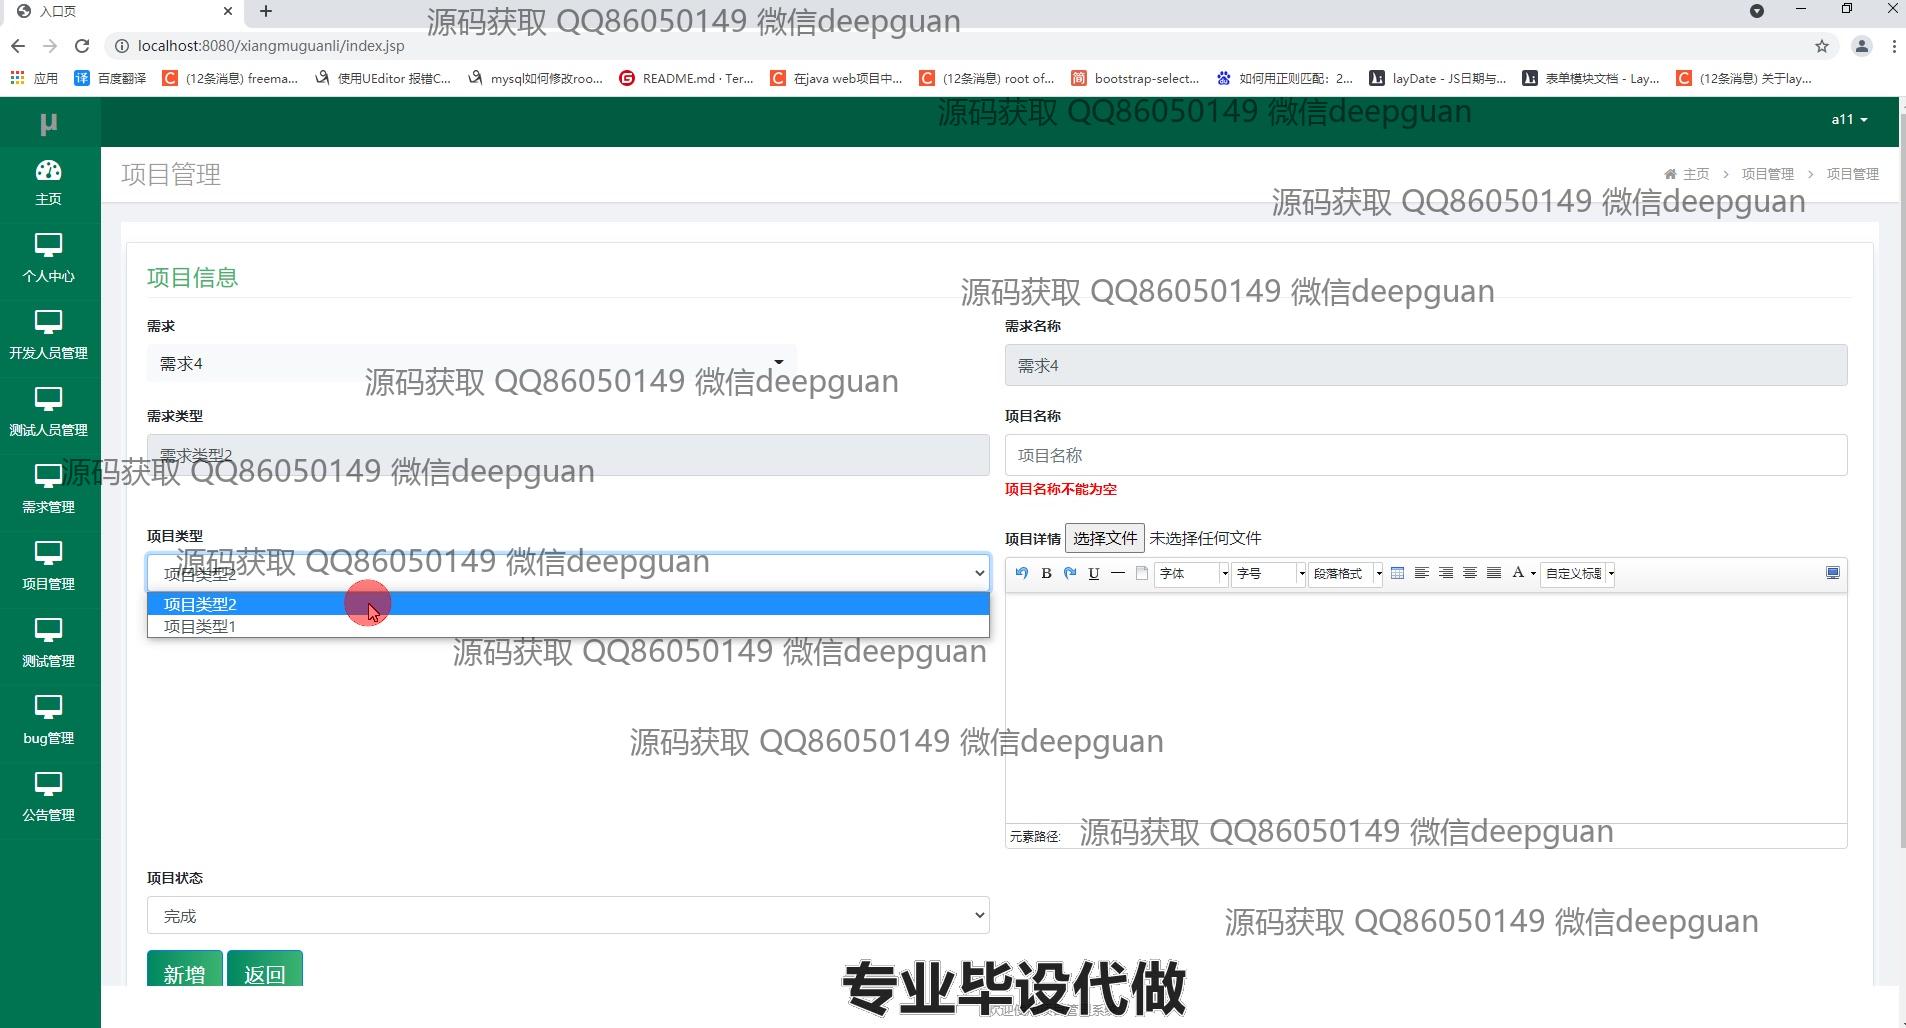 入口页
源码获取 QQ86050149 微信deepguan
localhost:8080/xiangmuguanli/index.jsp
应用
百度翻译
(12条消息) freema...
使用UEditor 报错C...
mysql如何修改roo...
README.md · Ter...
在java web项目中...
(12条消息) root of...
bootstrap-select...
如何用正则匹配：2...
layDate - JS日期与...
表单模块文档 - Lay...
(12条消息) 关于lay...
μ
源码获取 QQ86050149 微信deepguan
a11
主页
个人中心
开发人员管理
测试人员管理
需求管理
项目管理
测试管理
bug管理
公告管理
项目管理
主页 > 项目管理 > 项目管理
源码获取 QQ86050149 微信deepguan
项目信息
源码获取 QQ86050149 微信deepguan
需求
需求4
需求名称
需求4
源码获取 QQ86050149 微信deepguan
需求类型
需求类型2
项目名称
项目名称
源码获取 QQ86050149 微信deepguan
项目名称不能为空
项目类型
项目类型2
源码获取 QQ86050149 微信deepguan
项目类型2
项目类型1
项目详情 选择文件 未选择任何文件
B U 字体 字号 段落格式 A 自定义标题
源码获取 QQ86050149 微信deepguan
源码获取 QQ86050149 微信deepguan
元素路径:
源码获取 QQ86050149 微信deepguan
项目状态
完成
源码获取 QQ86050149 微信deepguan
新增
返回
专业毕设代做